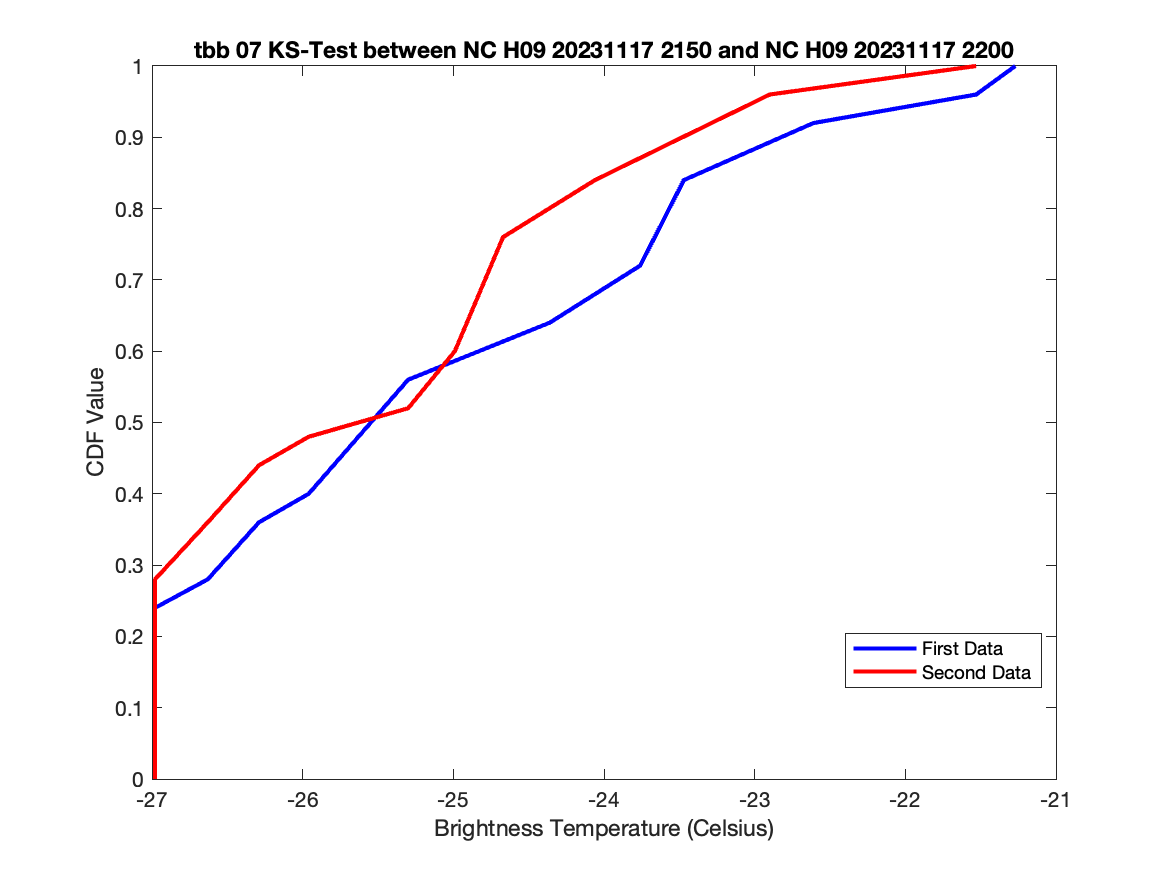 tbb 07 KS-Test between NC H09 20231117 2150 and NC H09 20231117 2200
1
0.9
0.8
0.7
0.6
0.5
0.4
0.3
0.2
0.1
0
CDF Value
First Data
Second Data
-27 -26 -25 -24 -23 -22 -21
Brightness Temperature (Celsius)